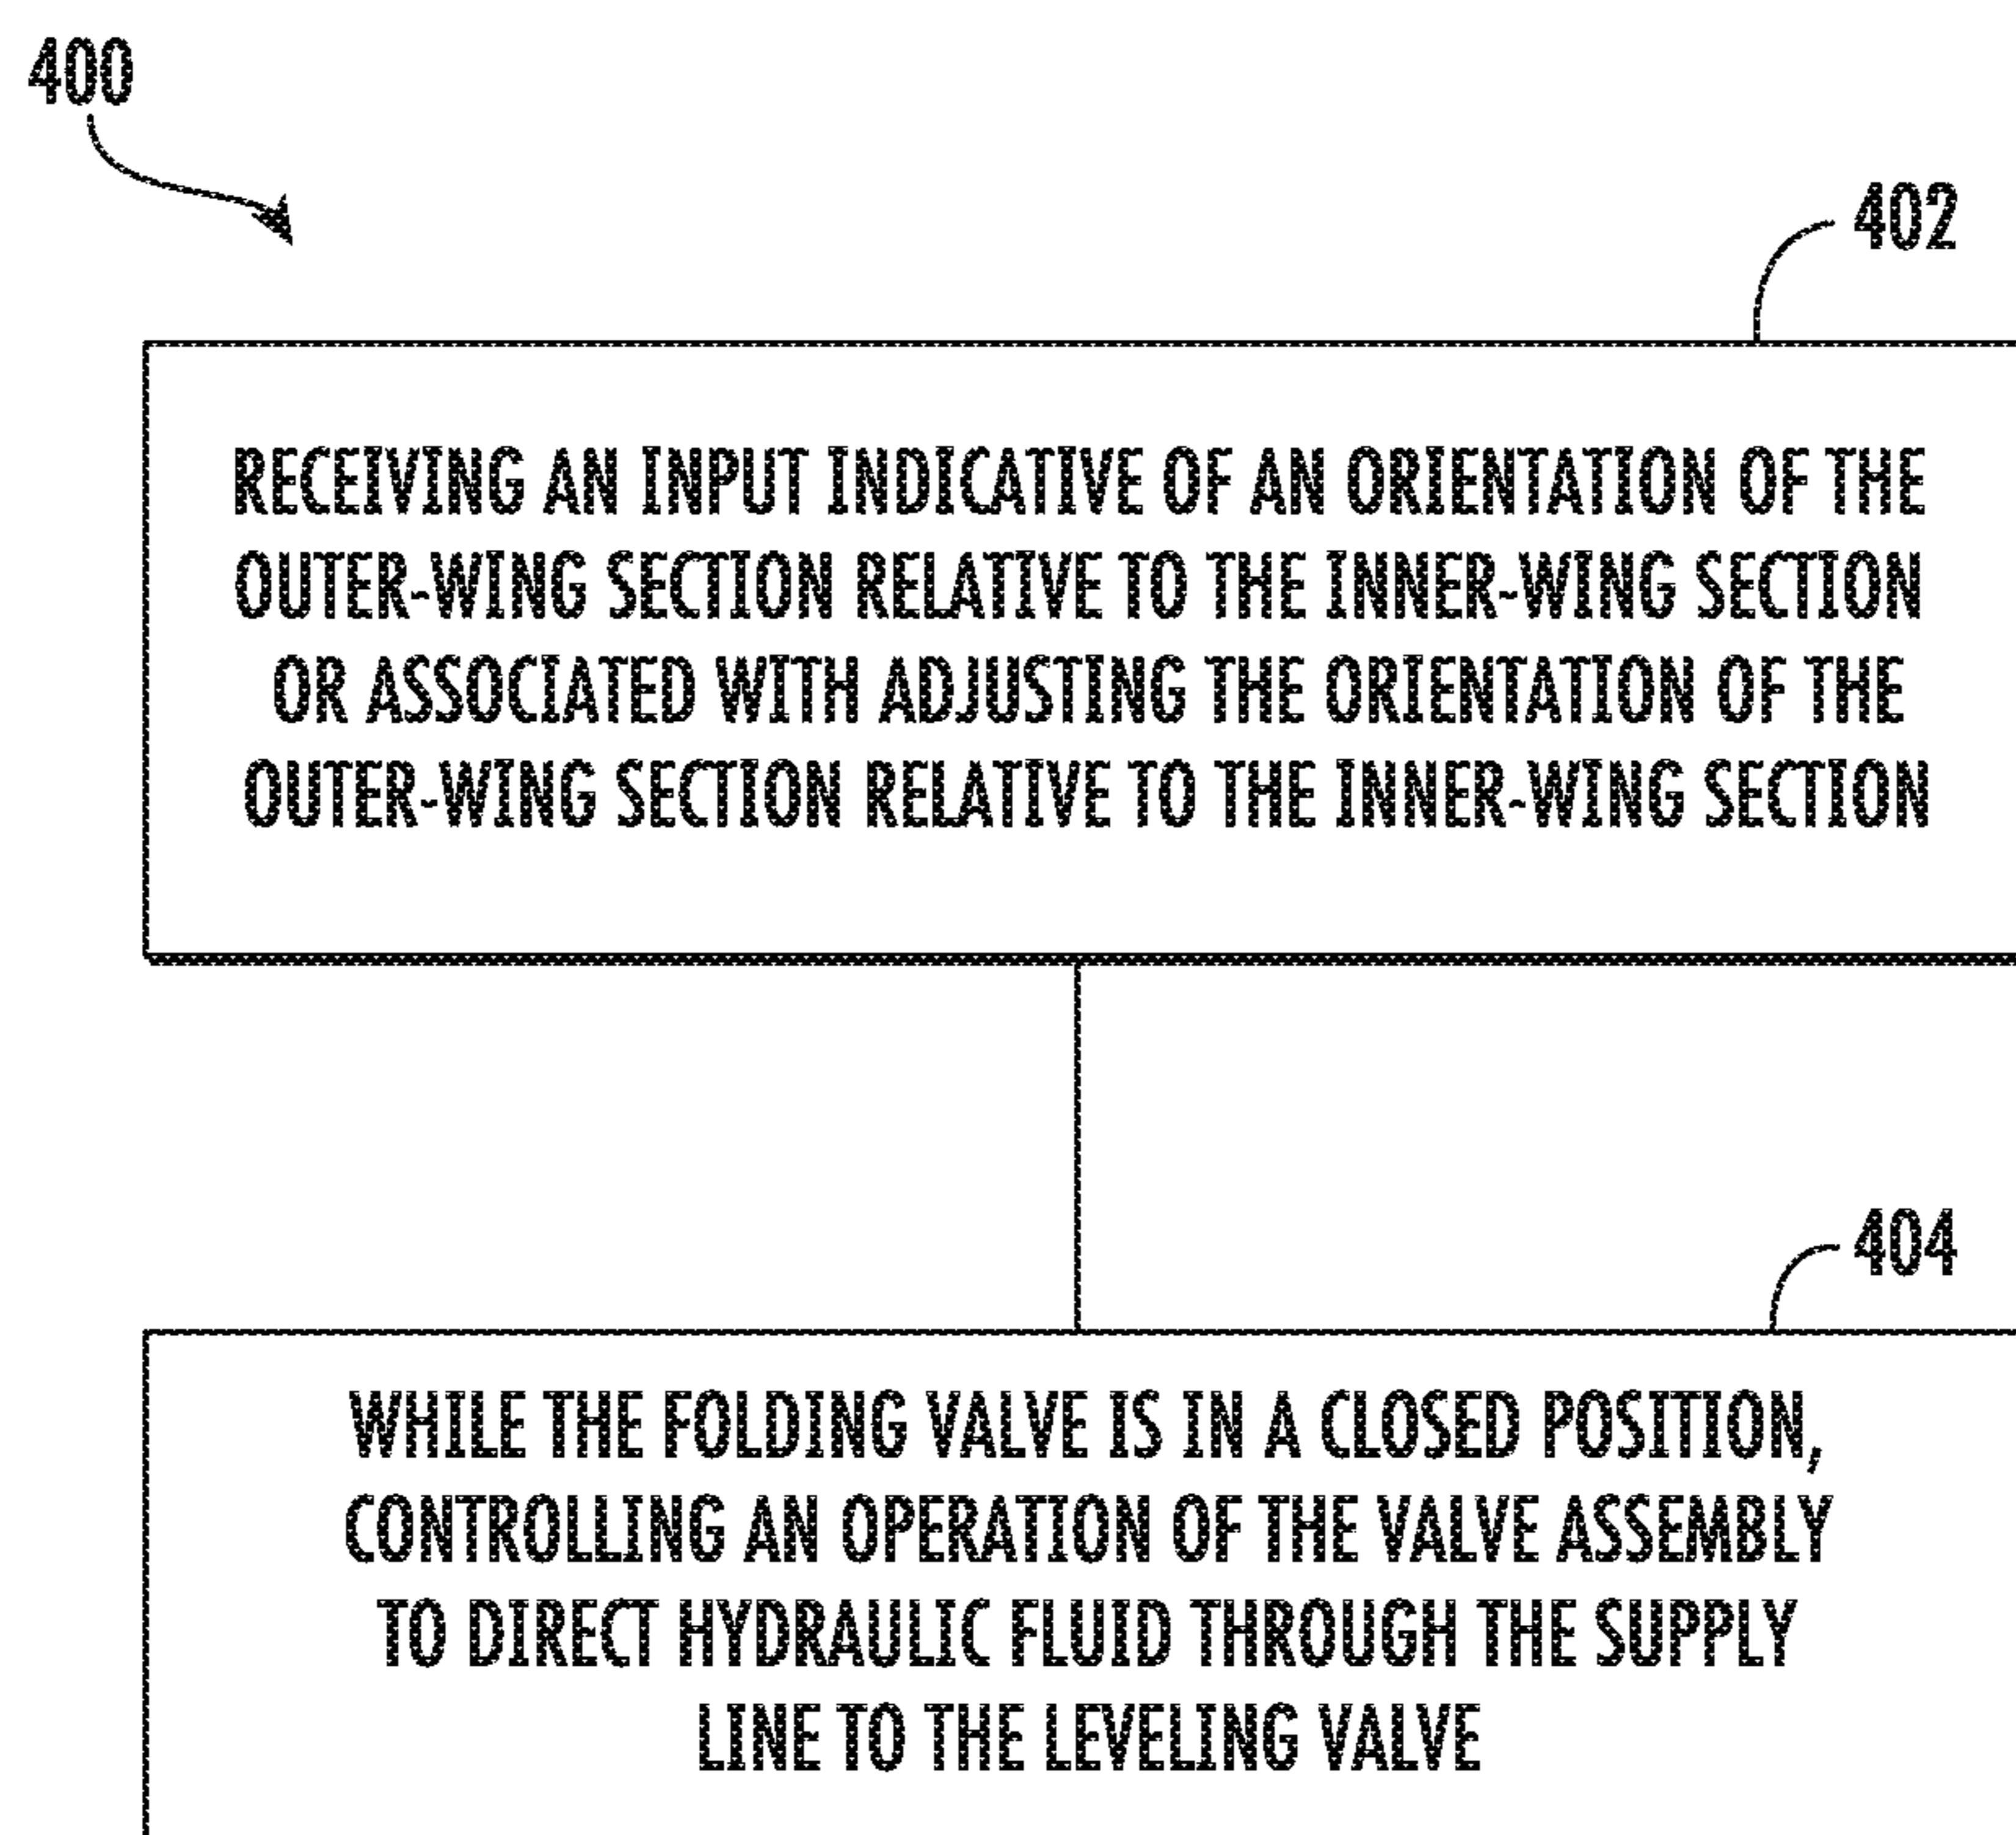 400
402
RECEIVING AN INPUT INDICATIVE OF AN ORIENTATION OF THE
OUTER-WING SECTION RELATIVE TO THE INNER-WING SECTION
OR ASSOCIATED WITH ADJUSTING THE ORIENTATION OF THE
OUTER-WING SECTION RELATIVE TO THE INNER-WING SECTION
404
WHILE THE FOLDING VALVE IS IN A CLOSED POSITION,
CONTROLLING AN OPERATION OF THE VALVE ASSEMBLY
TO DIRECT HYDRAULIC FLUID THROUGH THE SUPPLY
LINE TO THE LEVELING VALVE